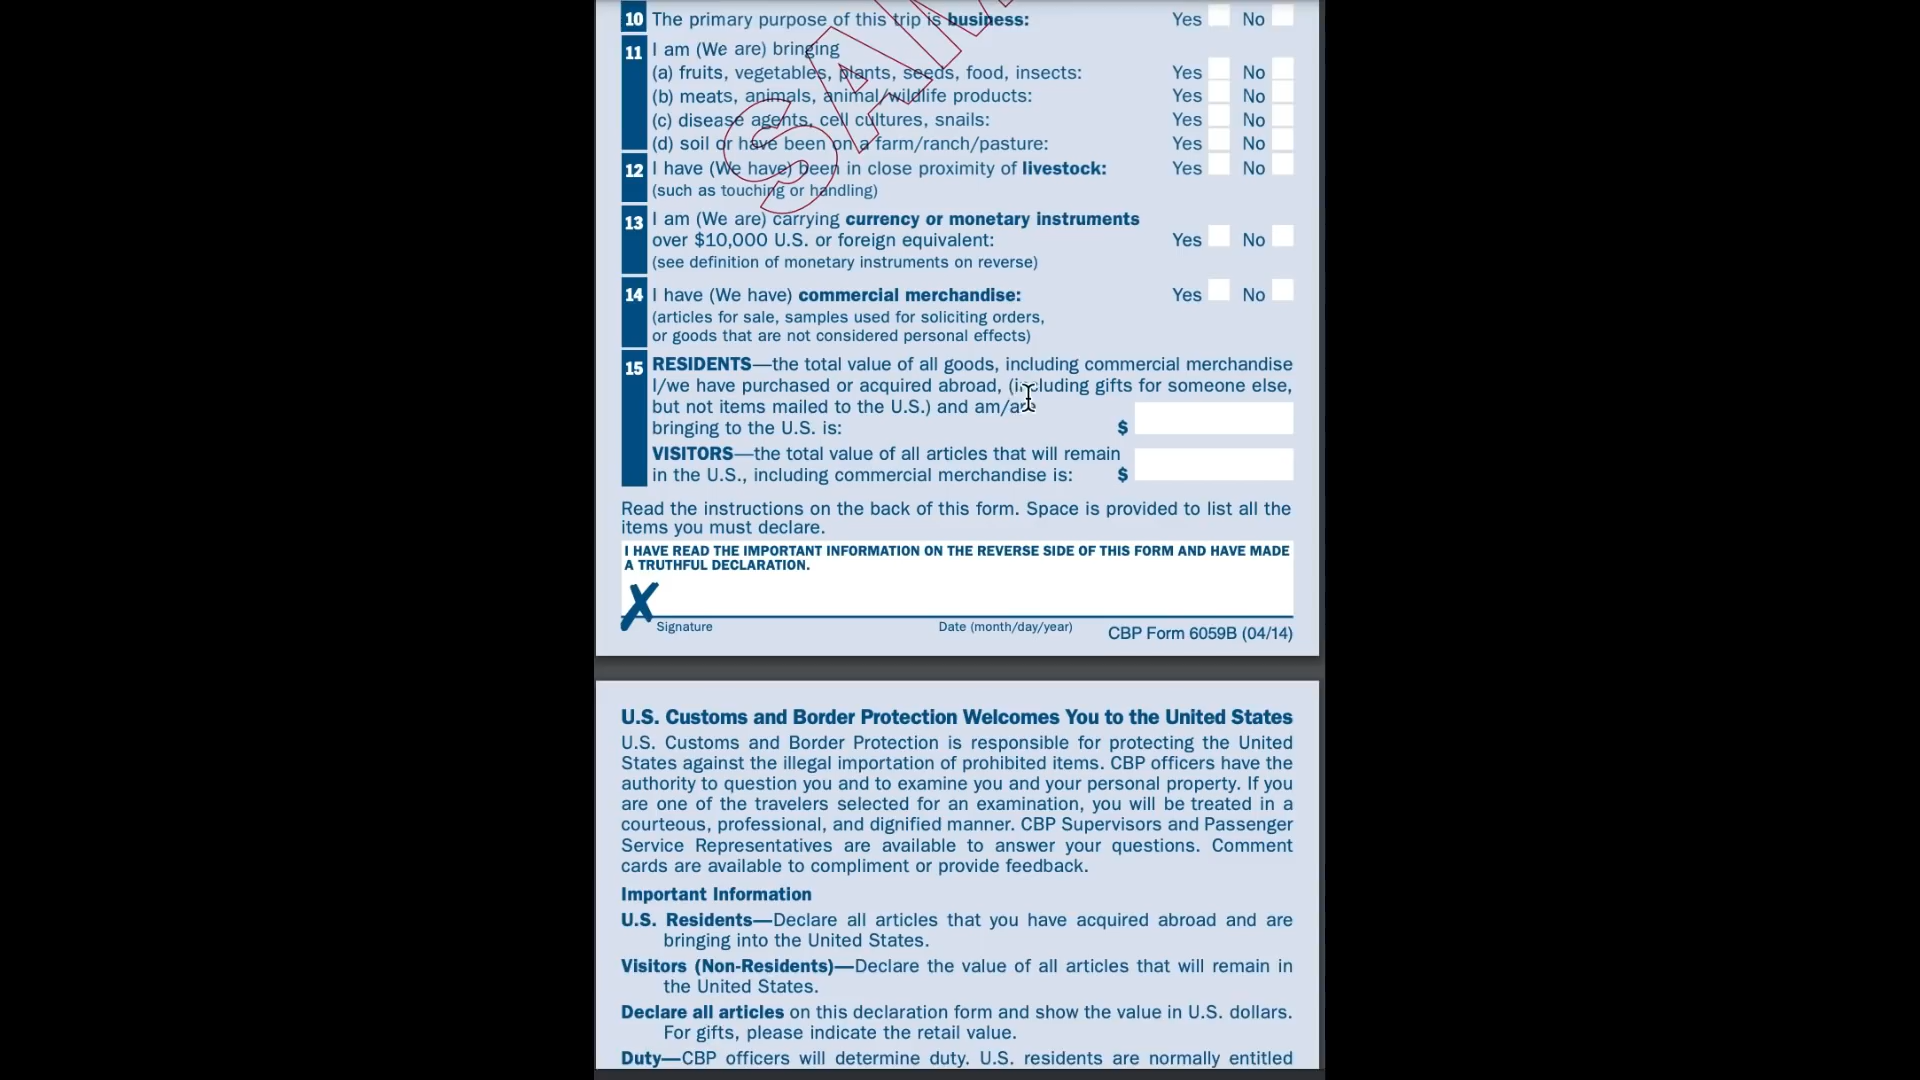 10 The primary purpose of this trip is business: Yes No
11 I am (We are) bringing
(a) fruits, vegetables, plants, seeds, food, insects: Yes No
(b) meats, animals, animal/wildlife products: Yes No
(c) disease agents, cell cultures, snails: Yes No
(d) soil or have been on a farm/ranch/pasture: Yes No
12 I have (We have) been in close proximity of livestock: Yes No
(such as touching or handling)
13 I am (We are) carrying currency or monetary instruments
over $10,000 U.S. or foreign equivalent: Yes No
(see definition of monetary instruments on reverse)
14 I have (We have) commercial merchandise: Yes No
(articles for sale, samples used for soliciting orders,
or goods that are not considered personal effects)
15 RESIDENTS—the total value of all goods, including commercial merchandise
I/we have purchased or acquired abroad, (including gifts for someone else,
but not items mailed to the U.S.) and am/are
bringing to the U.S. is: $
VISITORS—the total value of all articles that will remain
in the U.S., including commercial merchandise is: $
Read the instructions on the back of this form. Space is provided to list all the
items you must declare.
I HAVE READ THE IMPORTANT INFORMATION ON THE REVERSE SIDE OF THIS FORM AND HAVE MADE
A TRUTHFUL DECLARATION.
X
Signature Date (month/day/year) CBP Form 6059B (04/14)
U.S. Customs and Border Protection Welcomes You to the United States
U.S. Customs and Border Protection is responsible for protecting the United
States against the illegal importation of prohibited items. CBP officers have the
authority to question you and to examine you and your personal property. If you
are one of the travelers selected for an examination, you will be treated in a
courteous, professional, and dignified manner. CBP Supervisors and Passenger
Service Representatives are available to answer your questions. Comment
cards are available to compliment or provide feedback.
Important Information
U.S. Residents—Declare all articles that you have acquired abroad and are
bringing into the United States.
Visitors (Non-Residents)—Declare the value of all articles that will remain in
the United States.
Declare all articles on this declaration form and show the value in U.S. dollars.
For gifts, please indicate the retail value.
Duty—CBP officers will determine duty. U.S. residents are normally entitled